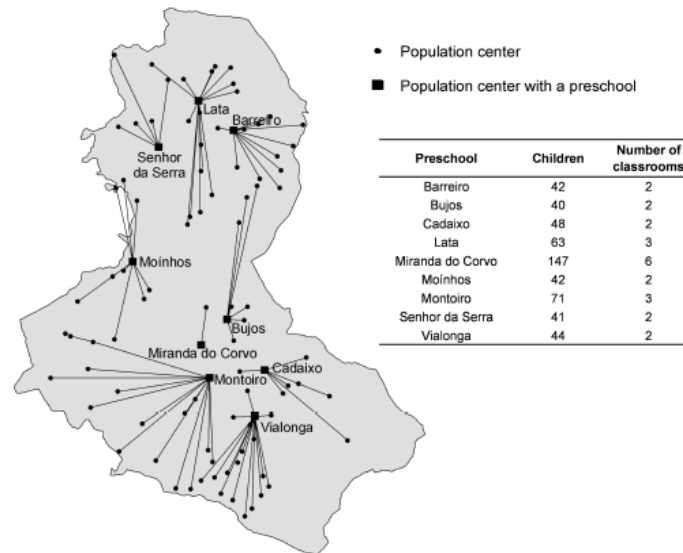 Population center
Population center with a preschool
Lata
Barreiro
Senhor
da Serra
Moínhos
Bujos
Miranda do Corvo
Cadaixo
Montoiro
Vialonga
Preschool Children Number of
classrooms
Barreiro 42 2
Bujos 40 2
Cadaixo 48 2
Lata 63 3
Miranda do Corvo 147 6
Moínhos 42 2
Montoiro 71 3
Senhor da Serra 41 2
Vialonga 44 2